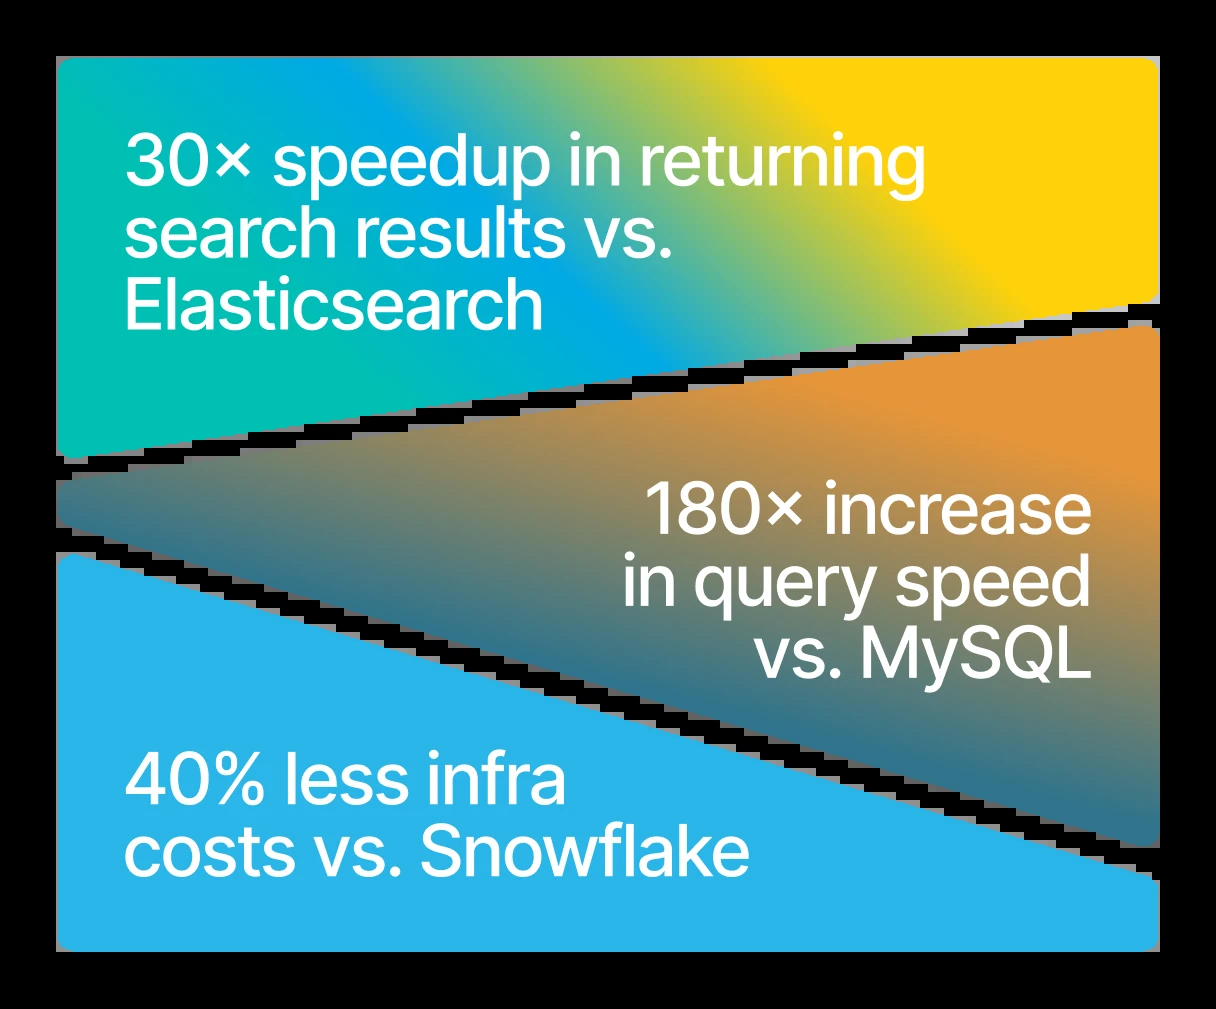 30× speedup in returning
search results vs.
Elasticsearch
180× increase
in query speed
vs. MySQL
40% less infra
costs vs. Snowflake